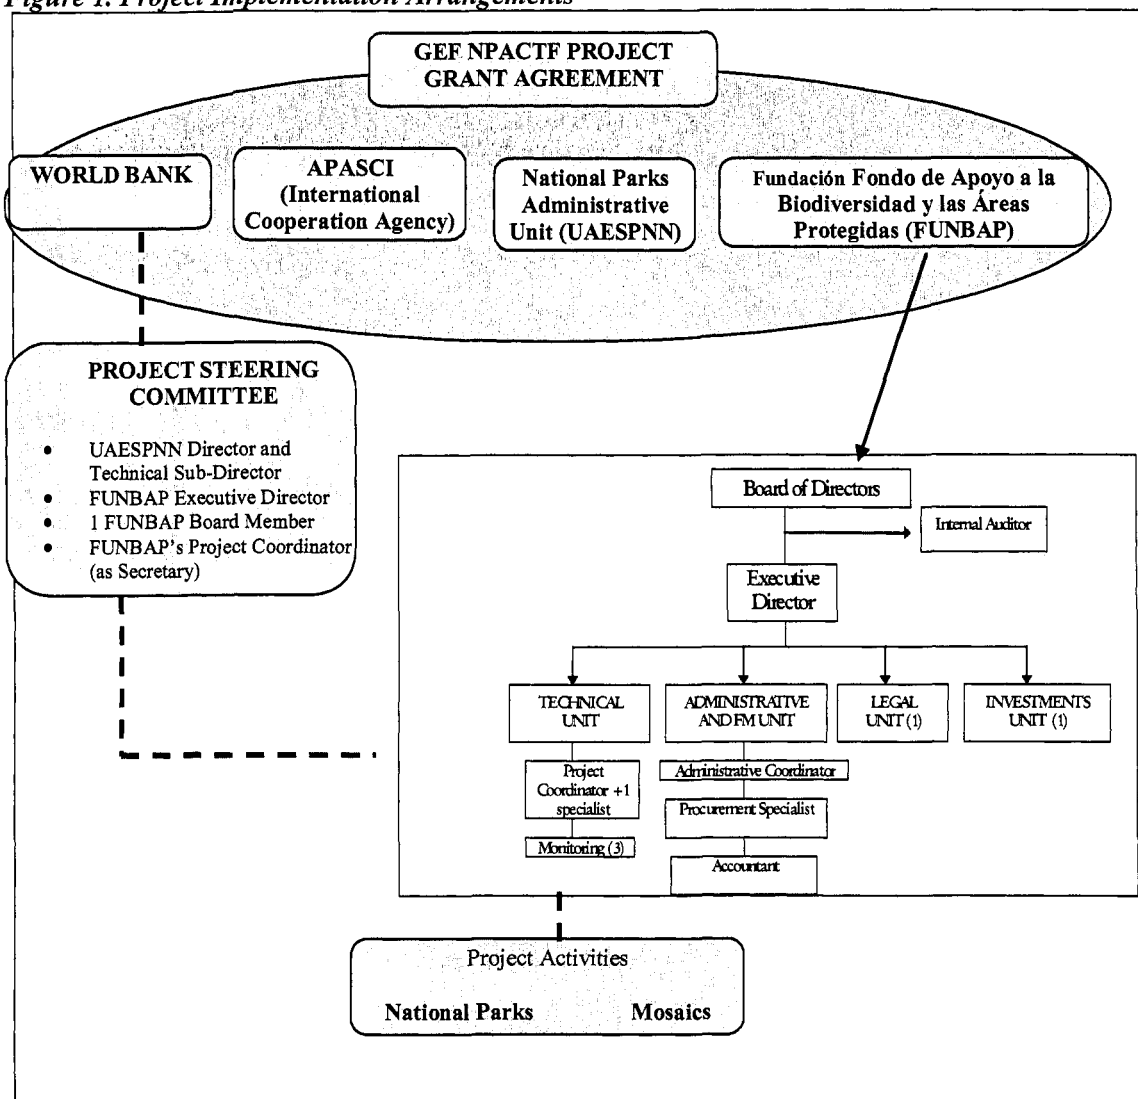 Figure 1. Project Implementation Arrangements
GEF NPACTF PROJECT
GRANT AGREEMENT
WORLD BANK
APASCI
(International
Cooperation Agency)
National Parks
Administrative
Unit (UAESPNN)
Fundación Fondo de Apoyo a la
Biodiversidad y las Áreas
Protegidas (FUNBAP)
PROJECT STEERING
COMMITTEE
• UAESPNN Director and
Technical Sub-Director
• FUNBAP Executive Director
• 1 FUNBAP Board Member
• FUNBAP's Project Coordinator
(as Secretary)
Board of Directors
Internal Auditor
Executive
Director
TECHNICAL
UNIT
ADMINISTRATIVE
AND FM UNIT
LEGAL
UNIT (1)
INVESTMENTS
UNIT (1)
Project
Coordinator +1
specialist
Monitoring (3)
Administrative Coordinator
Procurement Specialist
Accountant
Project Activities
National Parks Mosaics